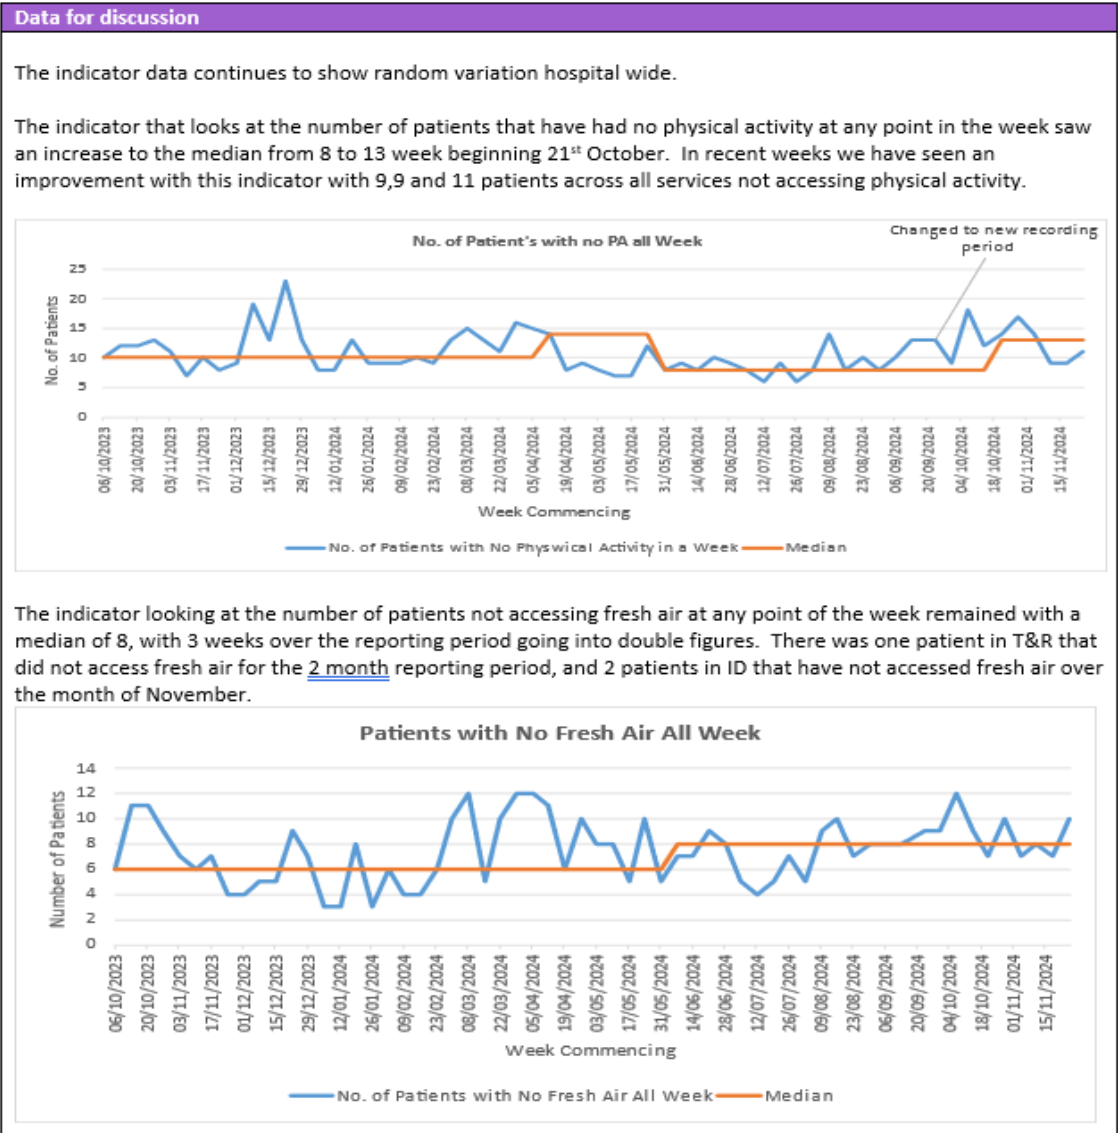 Data for discussion
The indicator data continues to show random variation hospital wide.
The indicator that looks at the number of patients that have had no physical activity at any point in the week saw
an increase to the median from 8 to 13 week beginning 21st October.  In recent weeks we have seen an
improvement with this indicator with 9,9 and 11 patients across all services not accessing physical activity.
No. of Patient's with no PA all Week
Changed to new recording
period
No. of Patients
25
20
15
10
5
0
06/10/2023 20/10/2023 03/11/2023 17/11/2023 01/12/2023 15/12/2023 29/12/2023 12/01/2024 26/01/2024 09/02/2024 23/02/2024 08/03/2024 22/03/2024 05/04/2024 19/04/2024 03/05/2024 17/05/2024 31/05/2024 14/06/2024 28/06/2024 12/07/2024 26/07/2024 09/08/2024 23/08/2024 06/09/2024 20/09/2024 04/10/2024 18/10/2024 01/11/2024 15/11/2024
Week Commencing
No. of Patients with No Physwical Activity in a Week Median
The indicator looking at the number of patients not accessing fresh air at any point of the week remained with a
median of 8, with 3 weeks over the reporting period going into double figures.  There was one patient in T&R that
did not access fresh air for the 2 month reporting period, and 2 patients in ID that have not accessed fresh air over
the month of November.
Patients with No Fresh Air All Week
Number of Patients
14
12
10
8
6
4
2
0
06/10/2023 20/10/2023 03/11/2023 17/11/2023 01/12/2023 15/12/2023 29/12/2023 12/01/2024 26/01/2024 09/02/2024 23/02/2024 08/03/2024 22/03/2024 05/04/2024 19/04/2024 03/05/2024 17/05/2024 31/05/2024 14/06/2024 28/06/2024 12/07/2024 26/07/2024 09/08/2024 23/08/2024 06/09/2024 20/09/2024 04/10/2024 18/10/2024 01/11/2024 15/11/2024
Week Commencing
No. of Patients with No Fresh Air All Week Median